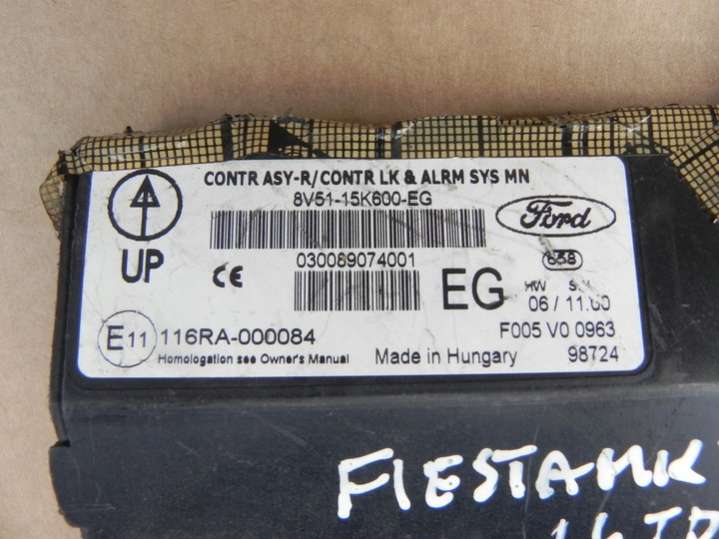 CONTR ASY-R/CONTR LK & ALRM SYS MN
8V51-15K600-EG
Ford
030089074001
UP
CE
EG
HW
06 / 11.00
E11 116RA-000084
F005 V0 0963
Homologation see Owner's Manual
Made in Hungary
98724
FIESTA MK